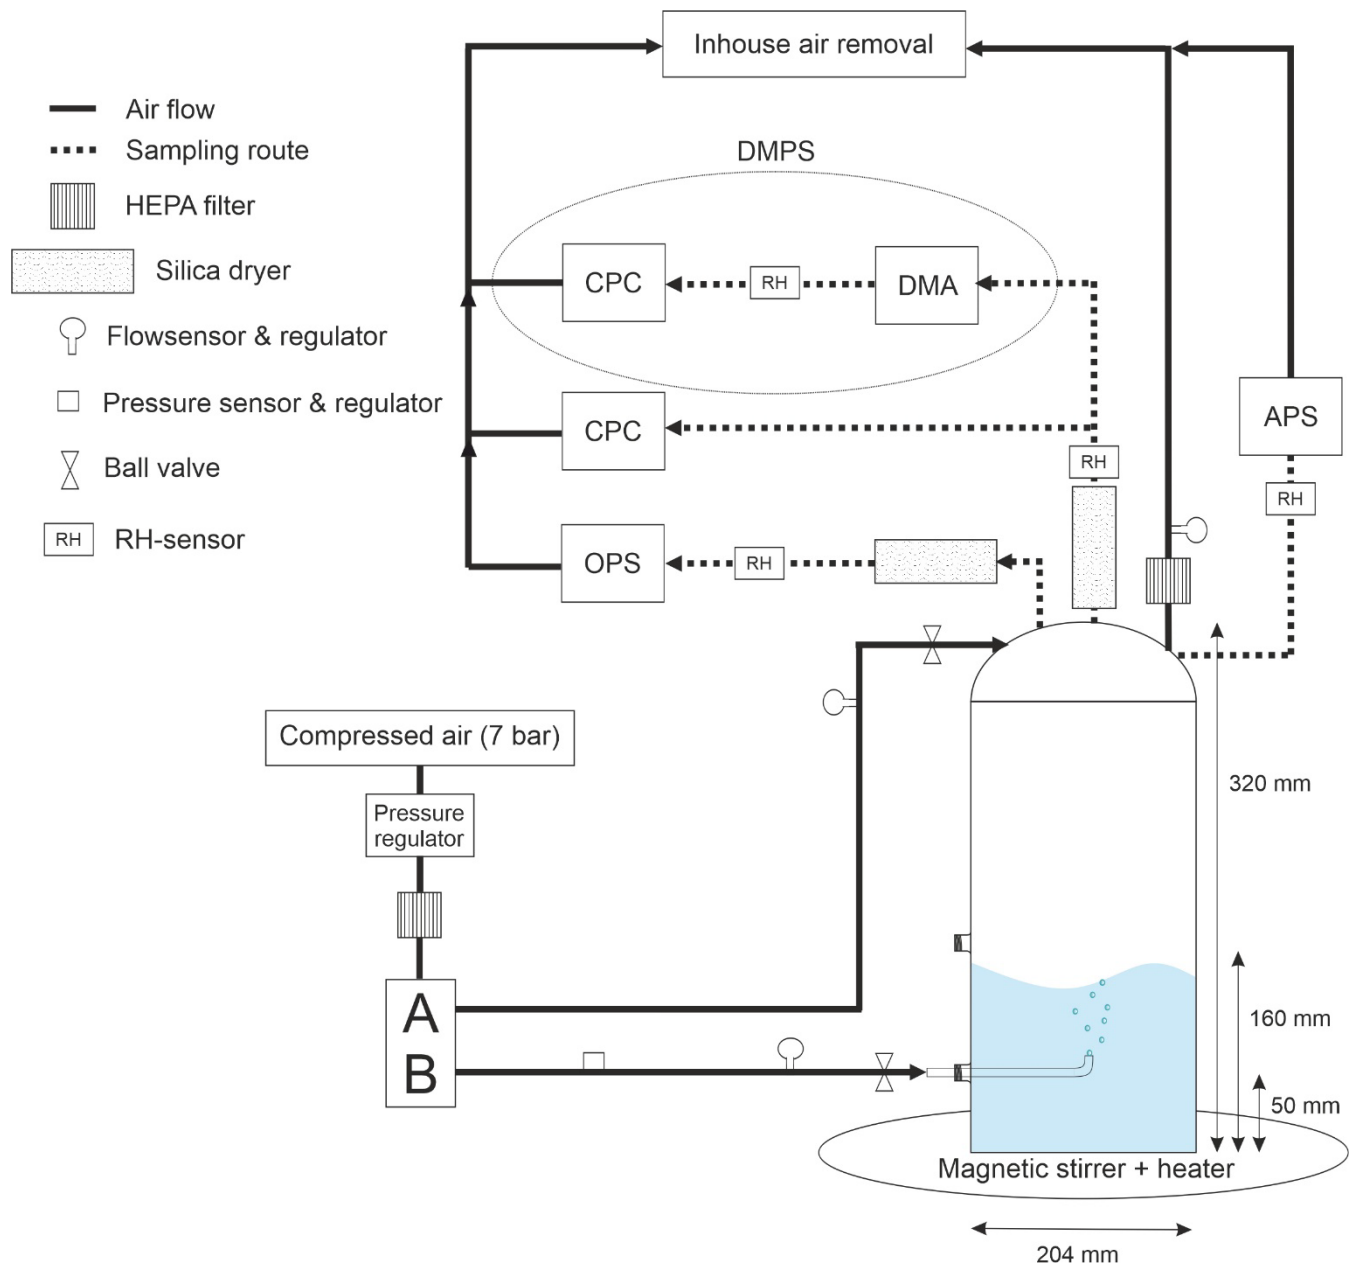 Inhouse air removal
Air flow
Sampling route
HEPA filter
Silica dryer
Flowsensor & regulator
Pressure sensor & regulator
Ball valve
RH
RH-sensor
DMPS
CPC
RH
DMA
CPC
RH
APS
RH
OPS
RH
Compressed air (7 bar)
Pressure
regulator
A
B
320 mm
160 mm
50 mm
Magnetic stirrer + heater
204 mm